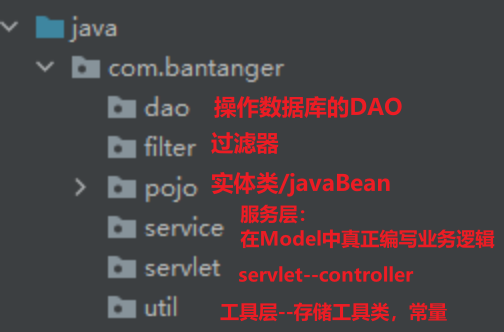 java
com.bantanger
dao 操作数据库的DAO
filter 过滤器
pojo 实体类/javaBean
服务层：
service 在Model中真正编写业务逻辑
servlet servlet--controller
util 工具层--存储工具类，常量